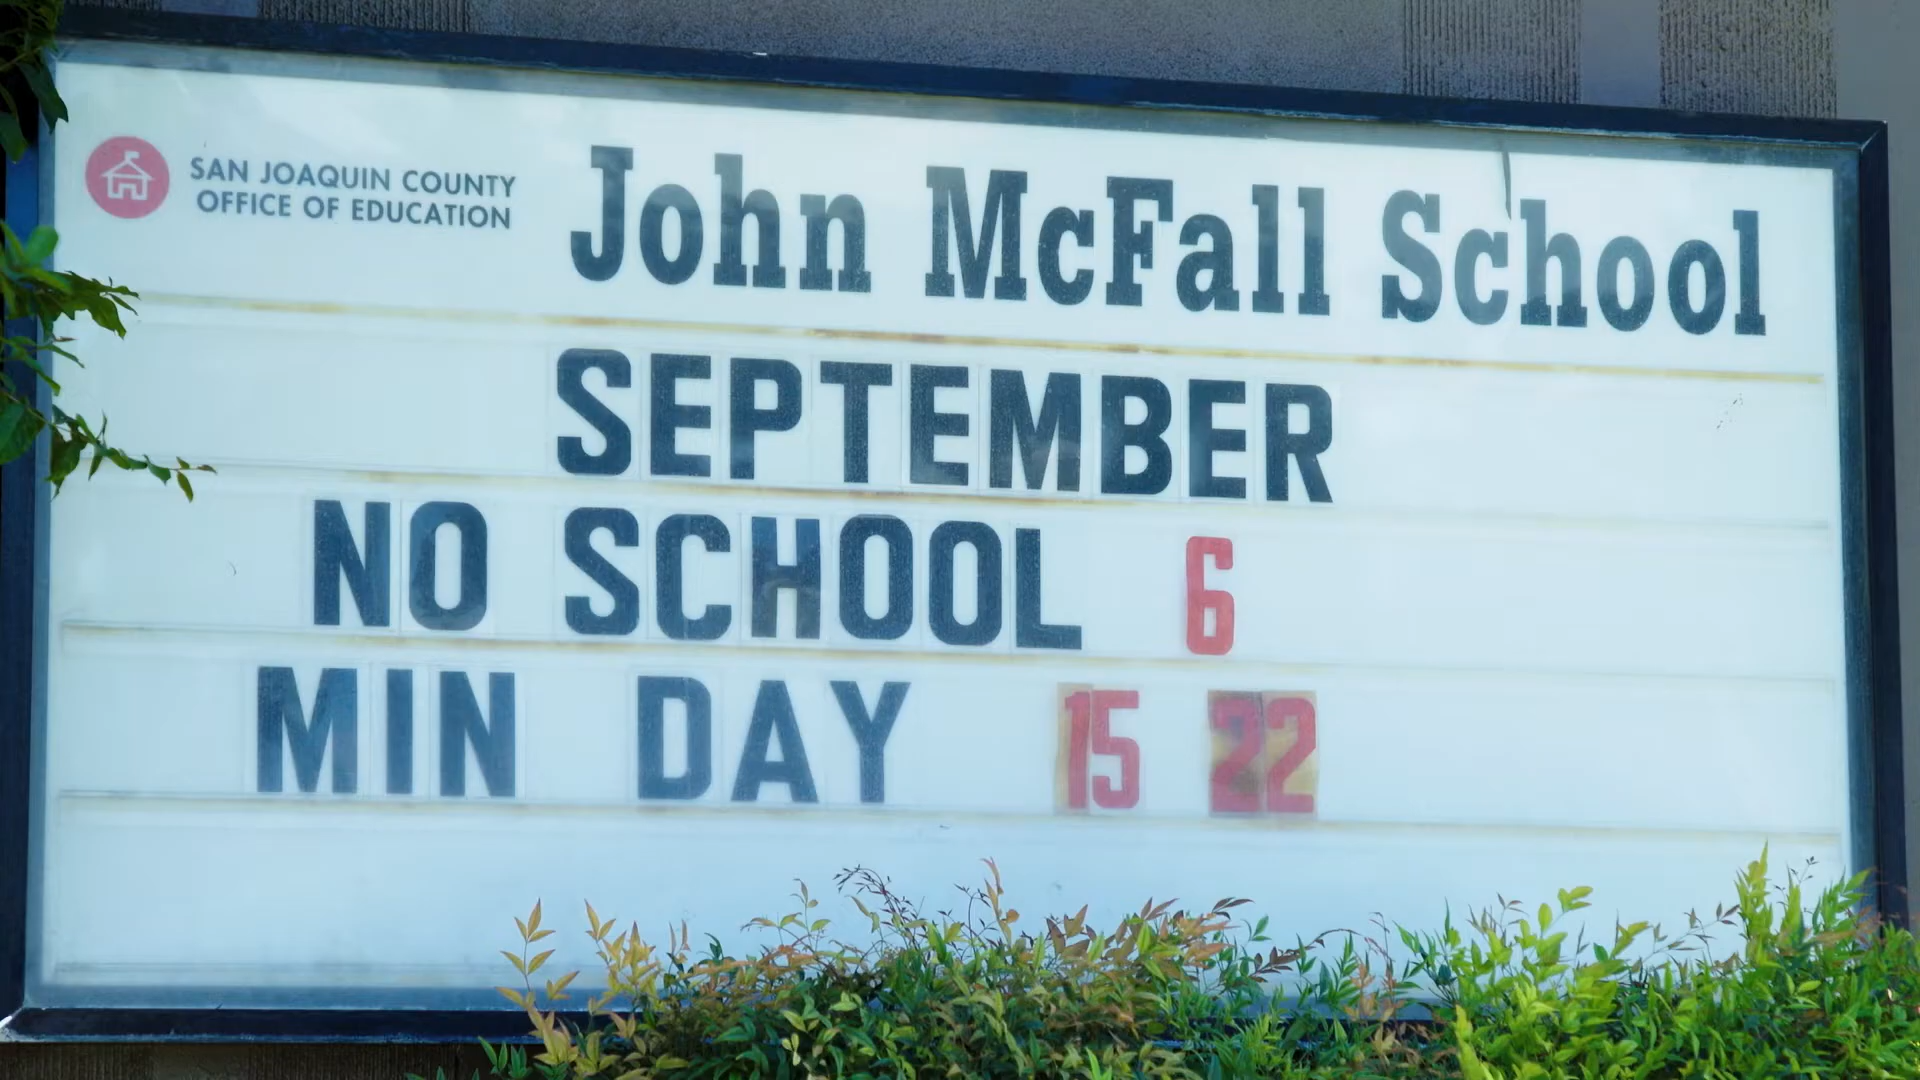 SAN JOAQUIN COUNTY
OFFICE OF EDUCATION
John McFall School
SEPTEMBER
NO SCHOOL 6
MIN DAY 15 22